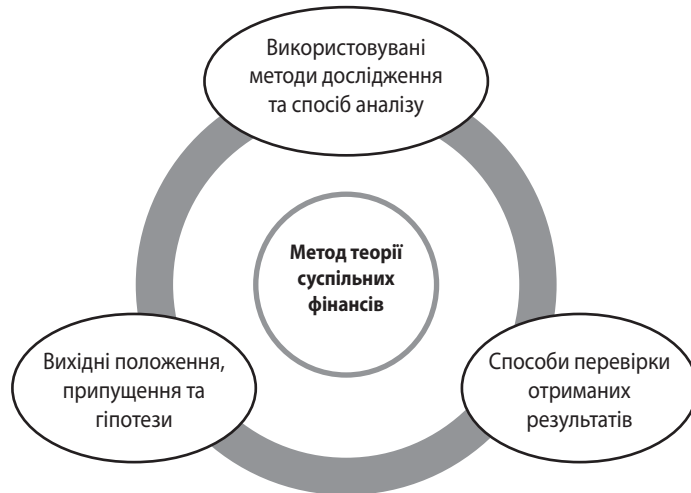 Використовувані
методи дослідження
та спосіб аналізу
Метод теорії
суспільних
фінансів
Вихідні положення,
припущення та
гіпотези
Способи перевірки
отриманих
результатів